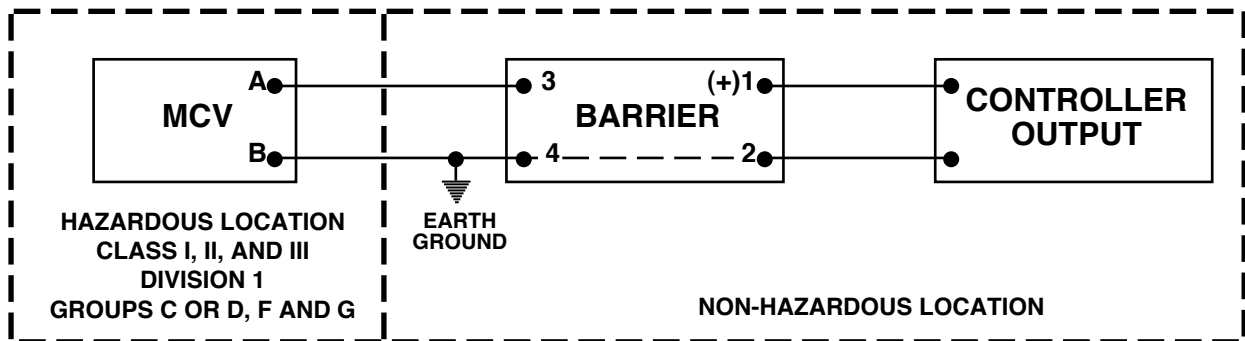 A
MCV
B
3
(+)1
BARRIER
4
2
CONTROLLER
OUTPUT
HAZARDOUS LOCATION
CLASS I, II, AND III
DIVISION 1
GROUPS C OR D, F AND G
EARTH
GROUND
NON-HAZARDOUS LOCATION